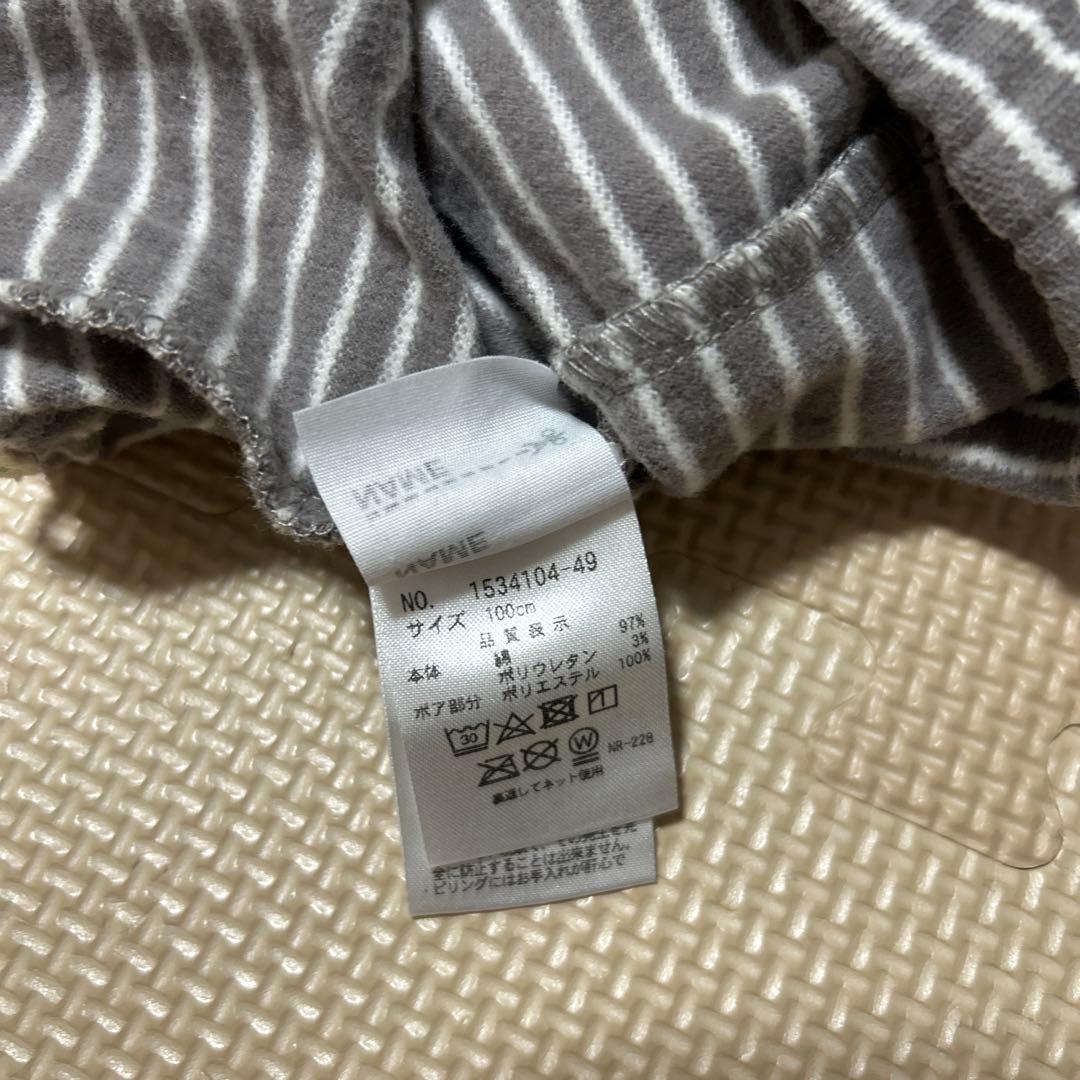 NAME
NAME
NO. 1534104-49
サイズ 100cm
品質表示
本体 綿 97%
ポリウレタン 3%
ボア部分 ポリエステル 100%
30
W
NR-228
裏返してネット使用
全に防止することは出来ません。
ピリングにはお手入れが肝心で